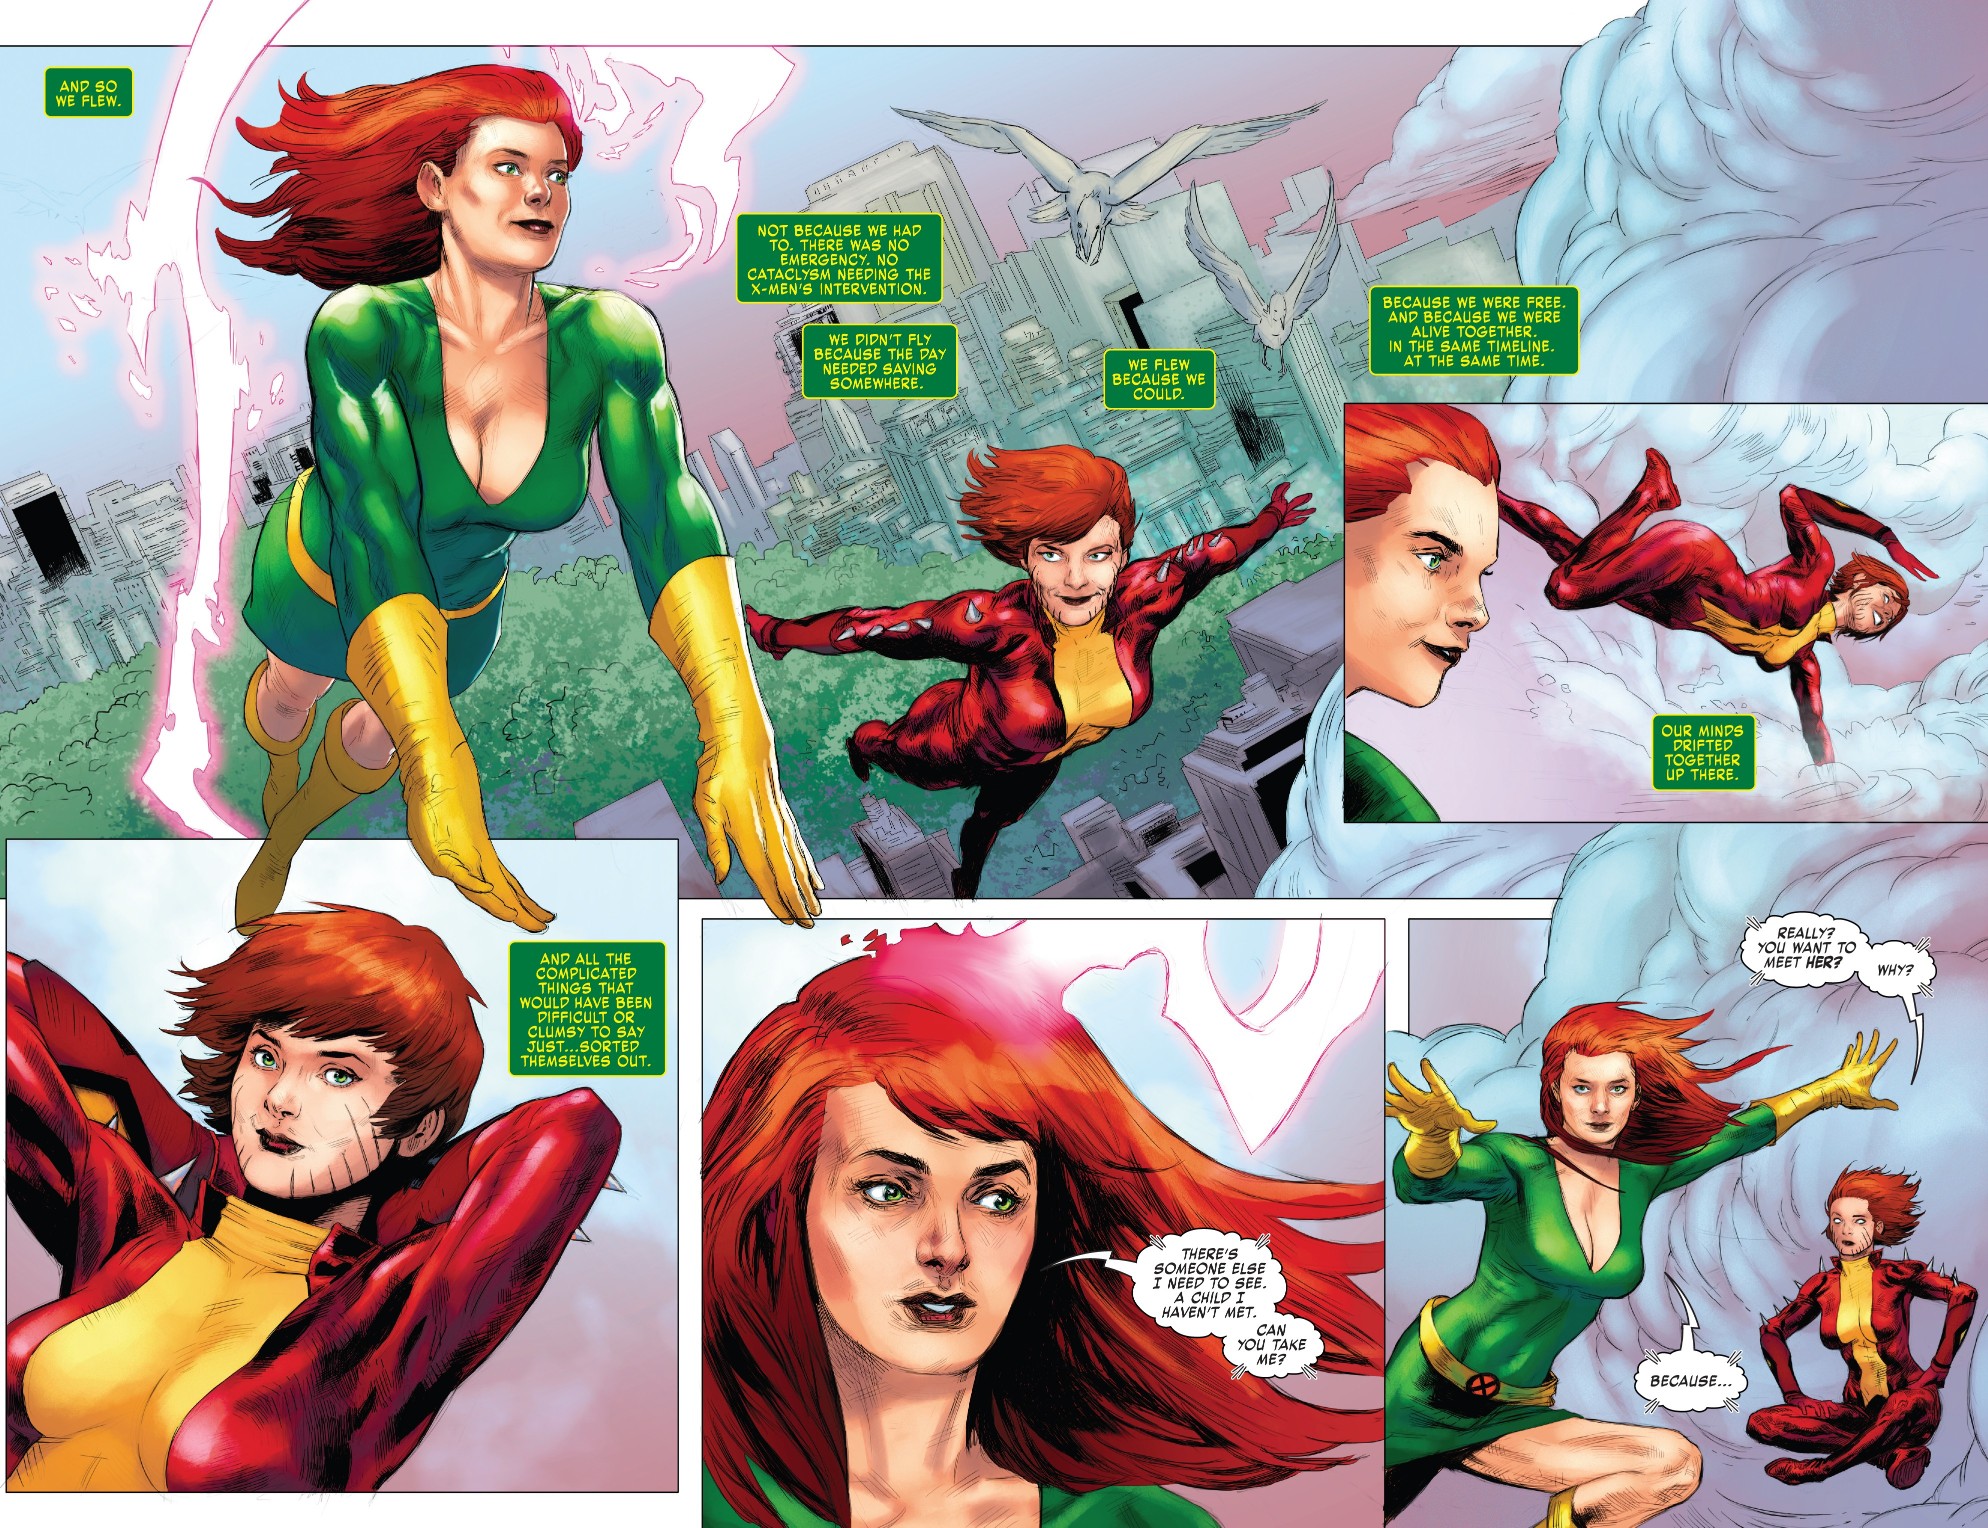 AND SO
WE FLEW.
NOT BECAUSE WE HAD
TO. THERE WAS NO
EMERGENCY. NO
CATACLYSM NEEDING THE
X-MEN'S INTERVENTION.
WE DIDN'T FLY
BECAUSE THE DAY
NEEDED SAVING
SOMEWHERE.
WE FLEW
BECAUSE WE
COULD.
BECAUSE WE WERE FREE.
AND BECAUSE WE WERE
ALIVE TOGETHER.
IN THE SAME TIMELINE.
AT THE SAME TIME.
OUR MINDS
DRIFTED
TOGETHER
UP THERE.
AND ALL THE
COMPLICATED
THINGS THAT
WOULD HAVE BEEN
DIFFICULT OR
CLUMSY TO SAY
JUST...SORTED
THEMSELVES OUT.
THERE'S
SOMEONE ELSE
I NEED TO SEE.
A CHILD I
HAVEN'T MET.
CAN
YOU TAKE
ME?
REALLY?
YOU WANT TO
MEET HER?
WHY?
BECAUSE...